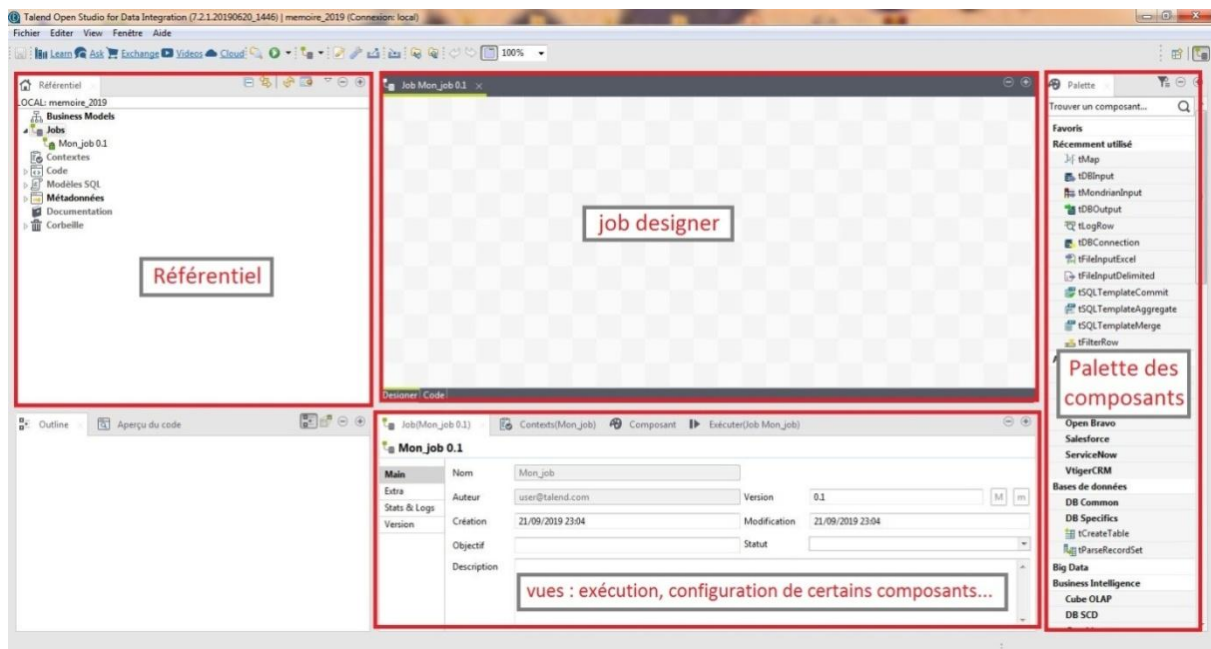 Talend Open Studio for Data Integration (7.2.1.20190620_1446) | memoire_2019 (Connexion: local)
Fichier Editer View Fenêtre Aide
Learn Ask Exchange Videos Cloud 100%
Référentiel
LOCAL: memoire_2019
Business Models
Jobs
Mon_job 0.1
Contextes
Code
Modèles SQL
Métadonnées
Documentation
Corbeille
Référentiel
Job Mon_job 0.1
job designer
Designer Code
Palette
Trouver un composant...
Favoris
Récemment utilisé
tMap
tDBInput
tMondrianInput
tDBOutput
tLogRow
tDBConnection
tFileInputExcel
tFileInputDelimited
tSQLTemplateCommit
tSQLTemplateAggregate
tSQLTemplateMerge
tFilterRow
Palette des
composants
Open Bravo
Salesforce
ServiceNow
VtigerCRM
Bases de données
DB Common
DB Specifics
tCreateTable
tParseRecordSet
Big Data
Business Intelligence
Cube OLAP
DB SCD
Outline Aperçu du code
Job(Mon_job 0.1) Contexts(Mon_job) Composant Exécuter(Job Mon_job)
Mon_job 0.1
Main
Extra
Stats & Logs
Version
Nom Mon_job
Auteur user@talend.com Version 0.1 M m
Création 21/09/2019 23:04 Modification 21/09/2019 23:04
Objectif Statut
Description
vues : exécution, configuration de certains composants...